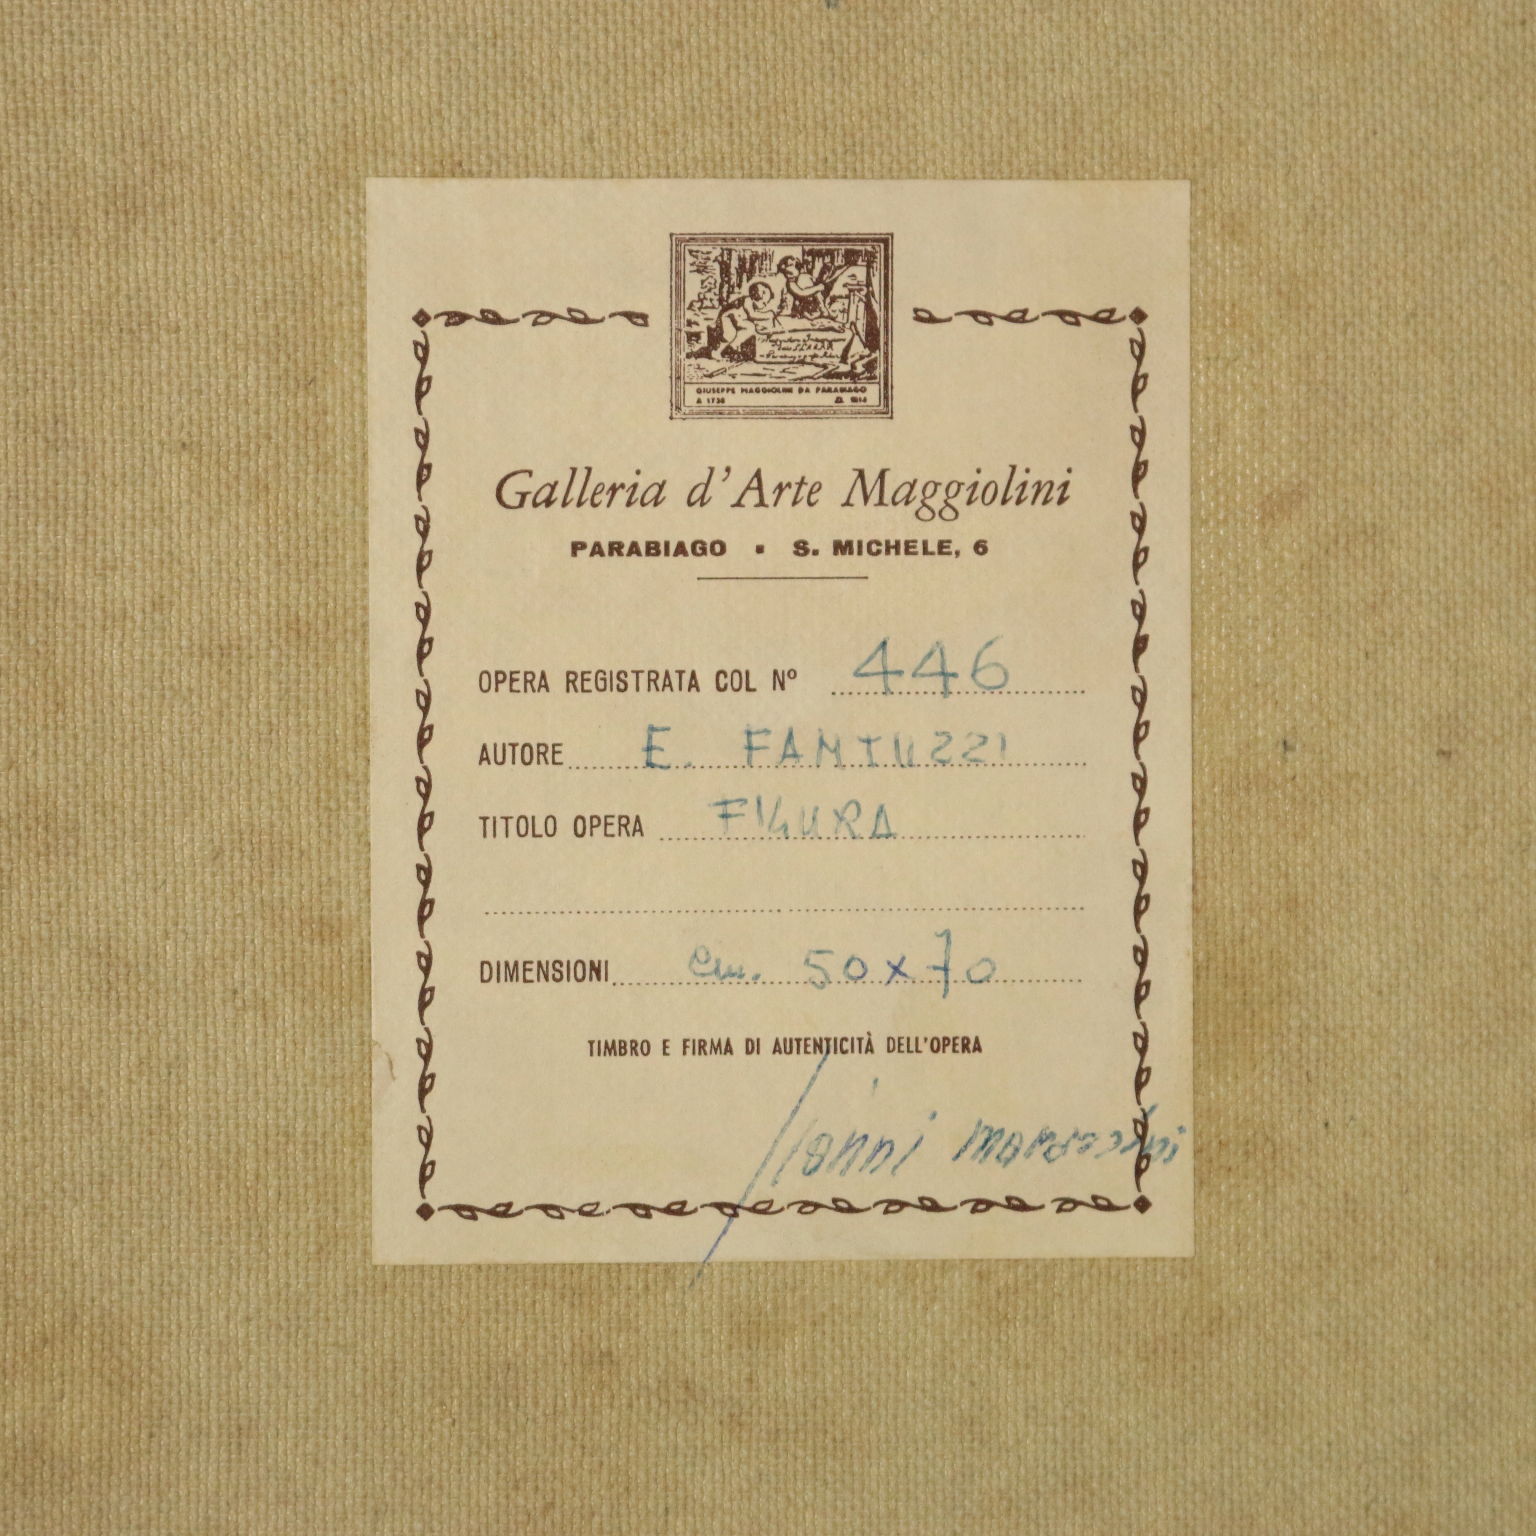 GIUSEPPE MAGGIOLINI DA PARABIAGO
Galleria d'Arte Maggiolini
PARABIAGO ▪ S. MICHELE, 6
OPERA REGISTRATA COL Nº 446
AUTORE E. FANTUZZI
TITOLO OPERA FIGURA
DIMENSIONI cm. 50x70
TIMBRO E FIRMA DI AUTENTICITÀ DELL'OPERA